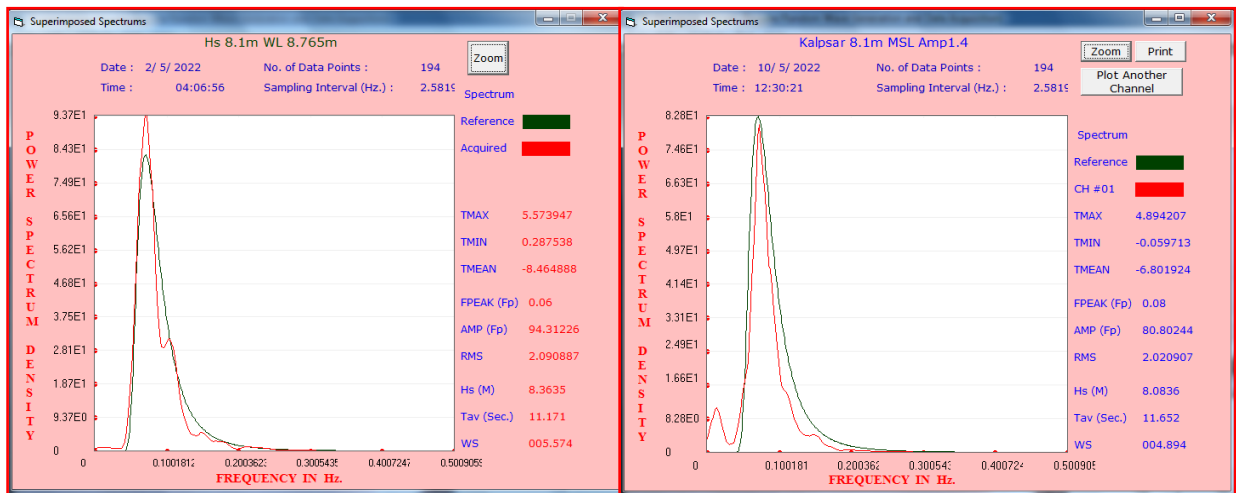 Superimposed Spectrums
Hs 8.1m WL 8.765m
Zoom
Date : 2/ 5/ 2022 No. of Data Points : 194
Time : 04:06:56 Sampling Interval (Hz.) : 2.5819
Spectrum
Reference
Acquired
POWER SPECTRUM DENSITY
9.37E1
8.43E1
7.49E1
6.56E1
5.62E1
4.68E1
3.75E1
2.81E1
1.87E1
9.37E0
0
TMAX 5.573947
TMIN 0.287538
TMEAN -8.464888
FPEAK (Fp) 0.06
AMP (Fp) 94.31226
RMS 2.090887
Hs (M) 8.3635
Tav (Sec.) 11.171
WS 005.574
0 0.1001812 0.200362 0.3005435 0.4007247 0.5009059
FREQUENCY IN Hz.
Superimposed Spectrums
Kalpsar 8.1m MSL Amp1.4
Zoom Print
Plot Another
Channel
Date : 10/ 5/ 2022 No. of Data Points : 194
Time : 12:30:21 Sampling Interval (Hz.) : 2.5819
Spectrum
Reference
CH #01
POWER SPECTRUM DENSITY
8.28E1
7.46E1
6.63E1
5.8E1
4.97E1
4.14E1
3.31E1
2.49E1
1.66E1
8.28E0
0
TMAX 4.894207
TMIN -0.059713
TMEAN -6.801924
FPEAK (Fp) 0.08
AMP (Fp) 80.80244
RMS 2.020907
Hs (M) 8.0836
Tav (Sec.) 11.652
WS 004.894
0 0.100181 0.200362 0.300543 0.400724 0.500905
FREQUENCY IN Hz.